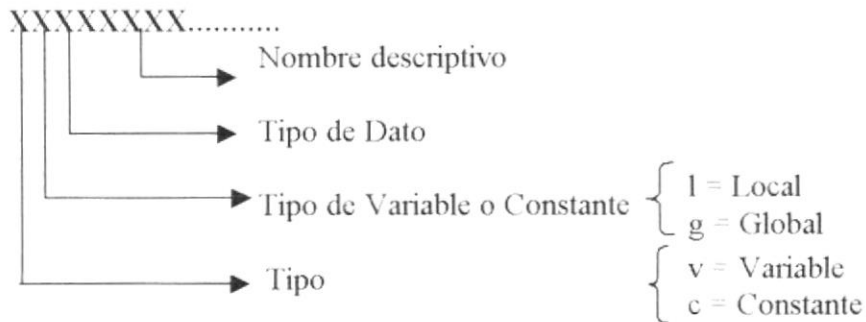 XXXXXXXX...........
Nombre descriptivo
Tipo de Dato
Tipo de Variable o Constante
l = Local
g = Global
Tipo
v = Variable
c = Constante